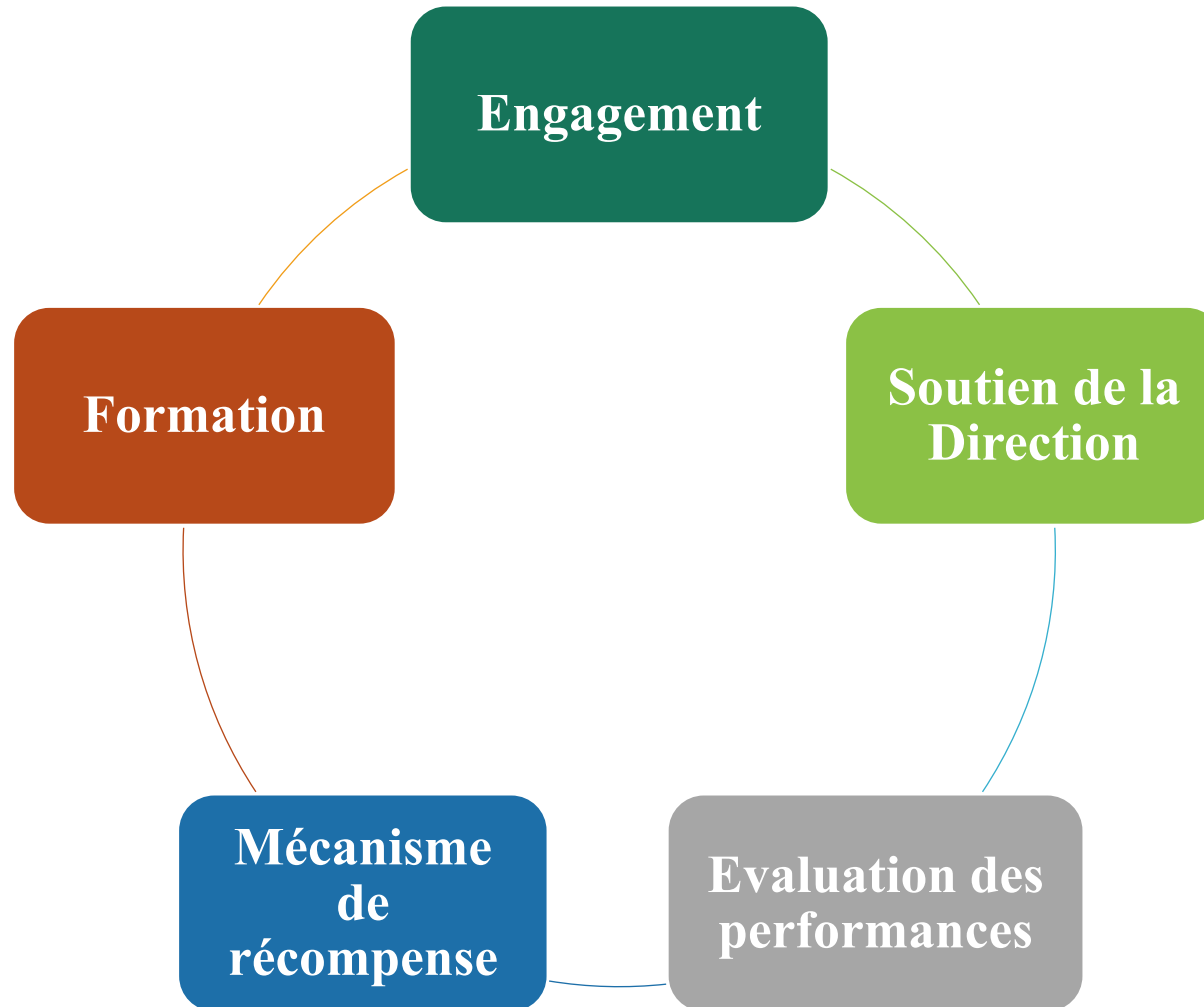 Engagement
Soutien de la
Direction
Evaluation des
performances
Mécanisme
de
récompense
Formation